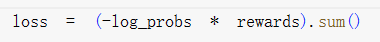 loss = (-log_probs * rewards).sum()